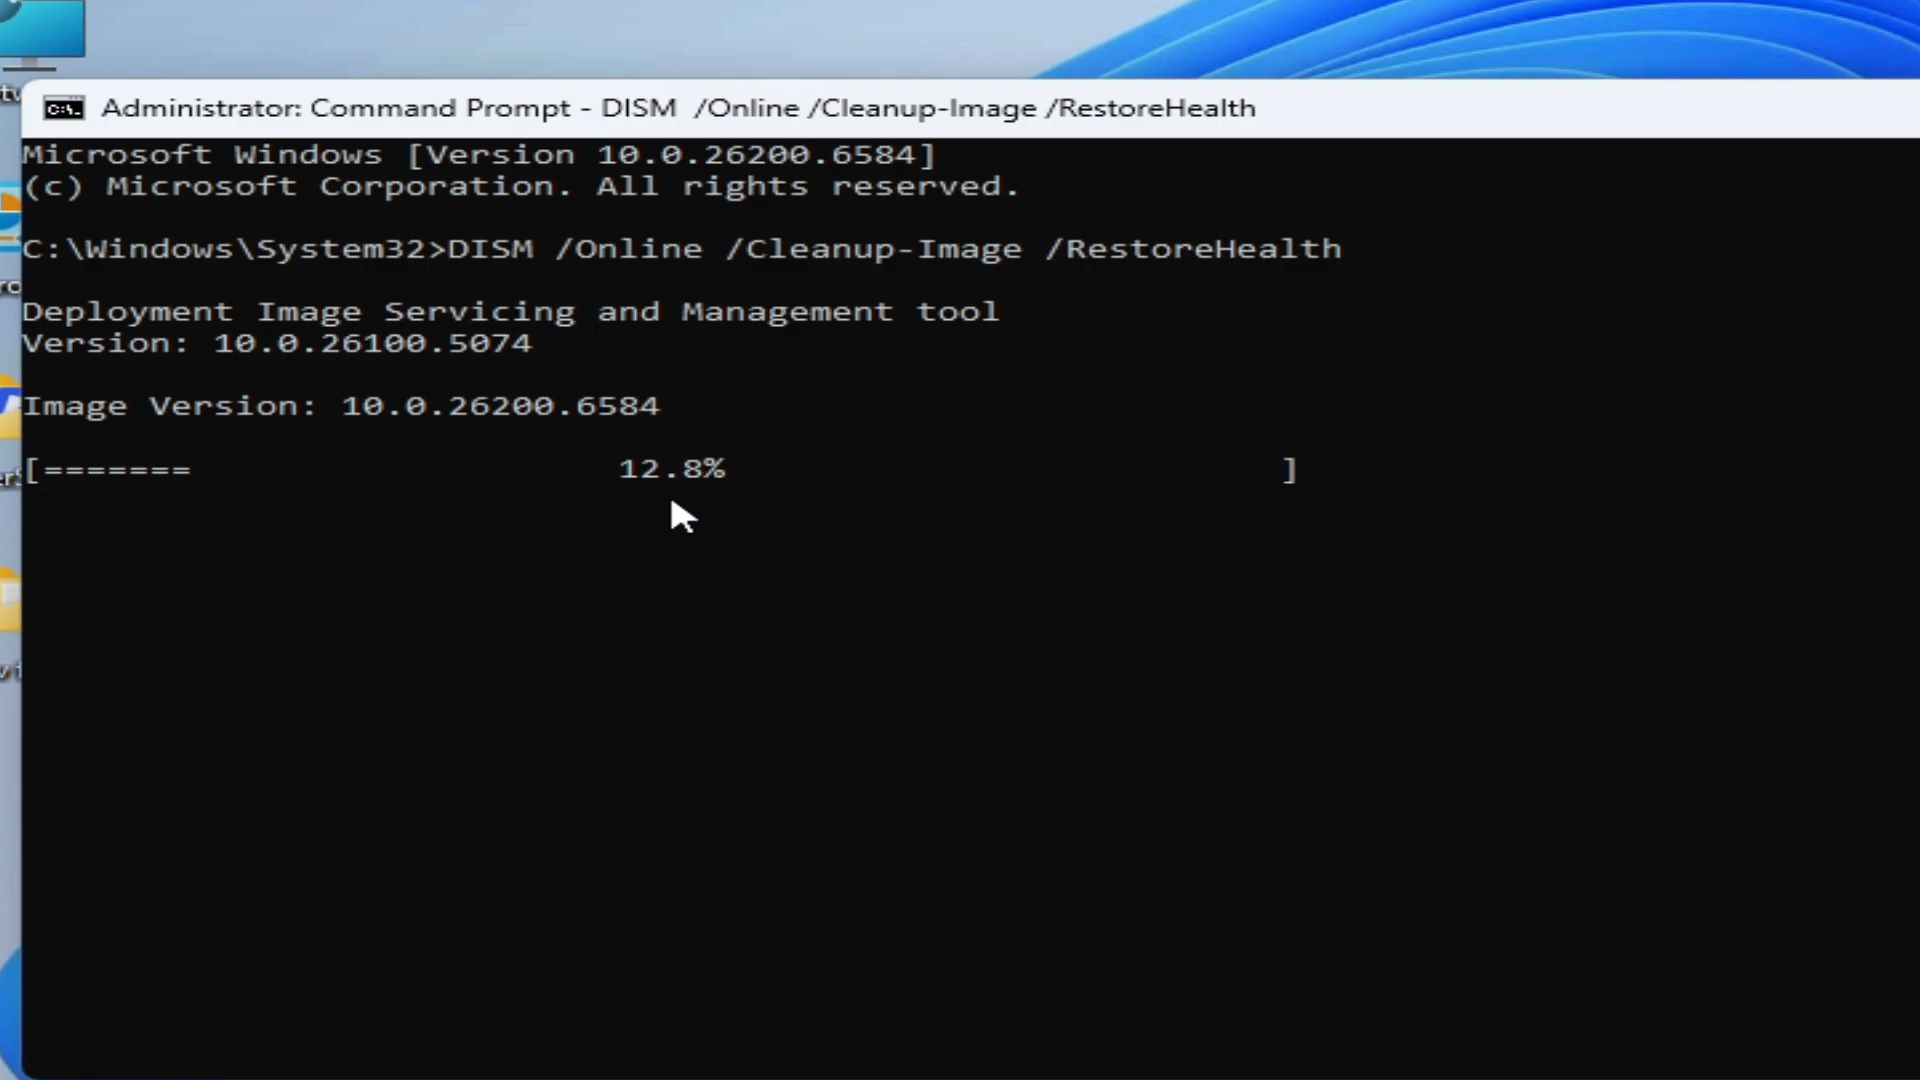 Administrator: Command Prompt - DISM  /Online /Cleanup-Image /RestoreHealth
Microsoft Windows [Version 10.0.26200.6584]
(c) Microsoft Corporation. All rights reserved.
C:\Windows\System32>DISM /Online /Cleanup-Image /RestoreHealth
Deployment Image Servicing and Management tool
Version: 10.0.26100.5074
Image Version: 10.0.26200.6584
[=======                    12.8%                          ]